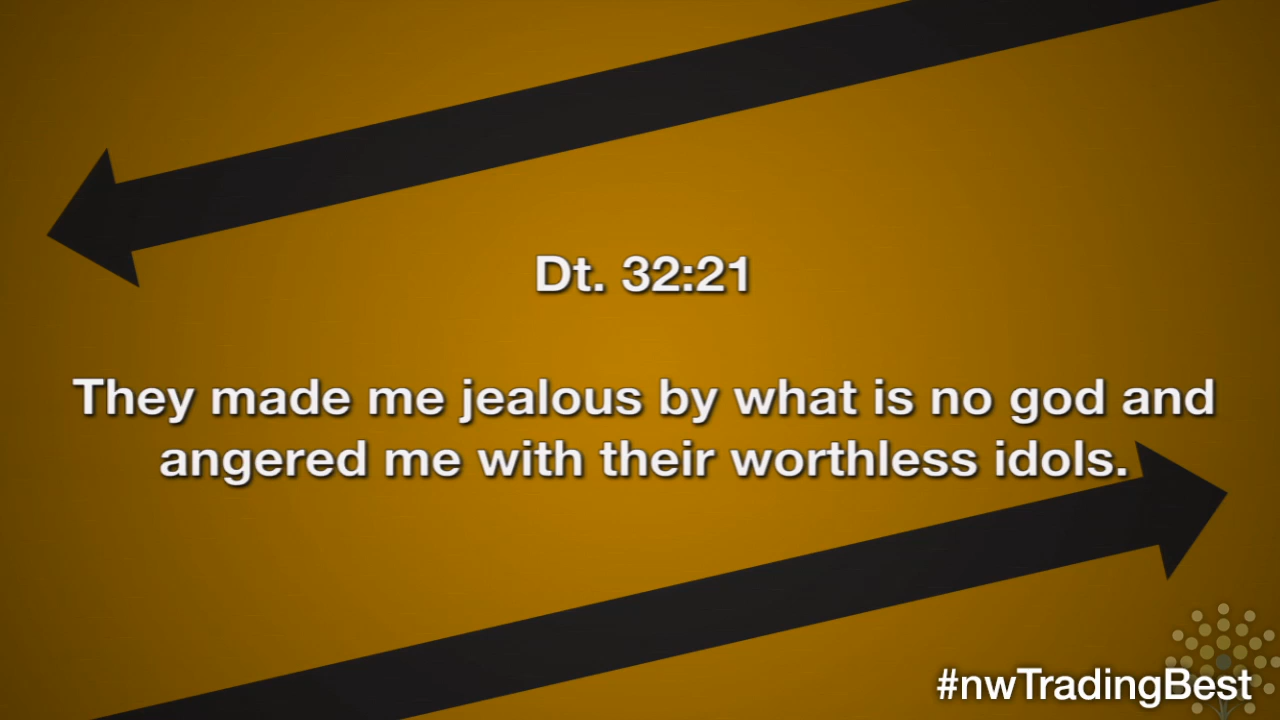 Dt. 32:21
They made me jealous by what is no god and
angered me with their worthless idols.
#nwTradingBest